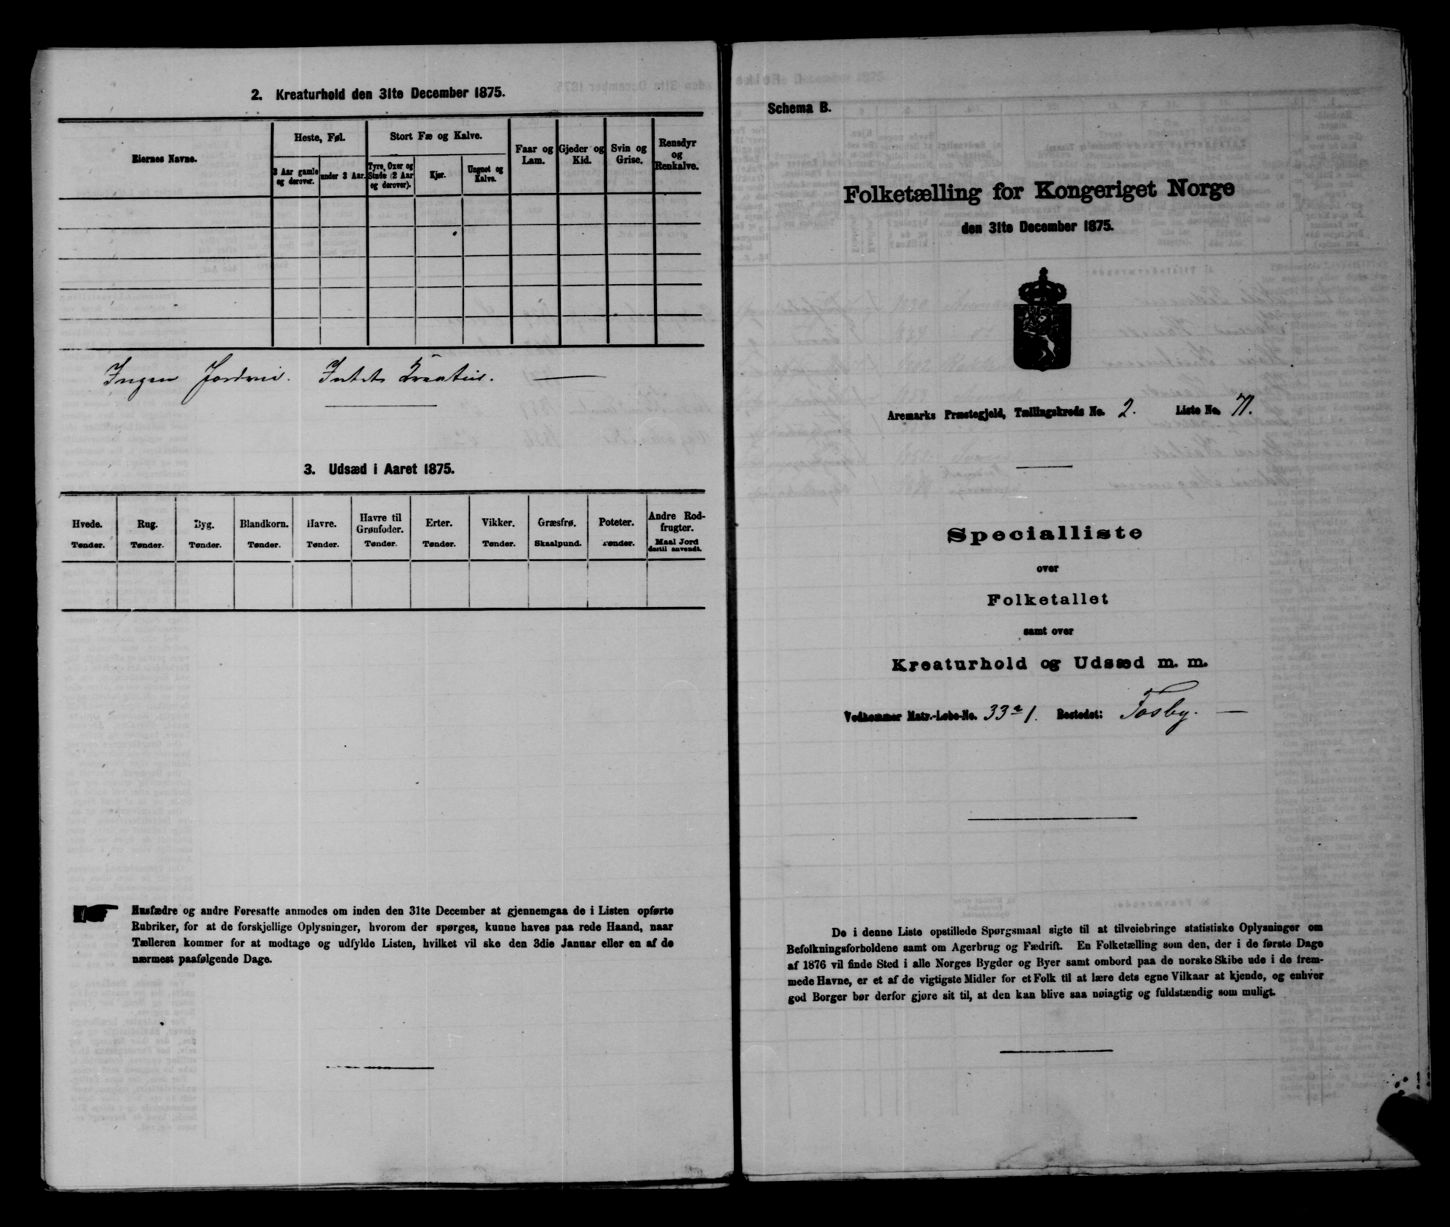 2. Kreaturhold den 31te December 1875.
Eiernes Navne.
Heste, Føl.
Stort Fæ og Kalve.
Faar og Lam.
Gjeder og Kid.
Svin og Grise.
Rensdyr og Renkalve.
3 Aar gamle og derover.
under 3 Aar.
Tyre, Oxer og Stude (2 Aar og derover).
Kjør.
Ungnet og Kalve.
Ingen Jordvei. Intet Kreatur.
3. Udsæd i Aaret 1875.
Hvede. Rug. Byg. Blandkorn. Havre. Havre til Grønfoder. Erter. Vikker. Græsfrø. Poteter. Andre Rodfrugter.
Tønder. Tønder. Tønder. Tønder. Tønder. Tønder. Tønder. Tønder. Skaalpund. Tønder. Maal Jord dertil anvendt.
Husfædre og andre Foresatte anmodes om inden den 31te December at gjennemgaa de i Listen opførte
Rubriker, for at de forskjellige Oplysninger, hvorom der spørges, kunne haves paa rede Haand, naar
Tælleren kommer for at modtage og udfylde Listen, hvilket vil ske den 3die Januar eller en af de
nærmest paafølgende Dage.
Schema B.
Folketælling for Kongeriget Norge
den 31te December 1875.
Aremarks Præstegjeld, Tællingskreds No. 2. Liste No. 71.
Specialliste
over
Folketallet
samt over
Kreaturhold og Udsæd m. m.
Vedkommer Matr.-Løbe-No. 33a 1. Bostedet: Fosby.
De i denne Liste opstillede Spørgsmaal sigte til at tilveiebringe statistiske Oplysninger om
Befolkningsforholdene samt om Agerbrug og Fædrift. En Folketælling som den, der i de første Dage
af 1876 vil finde Sted i alle Norges Bygder og Byer samt ombord paa de norske Skibe ude i de frem-
mede Havne, er et af de vigtigste Midler for et Folk til at lære dets egne Vilkaar at kjende, og enhver
god Borger bør derfor gjøre sit til, at den kan blive saa nøiagtig og fuldstændig som muligt.